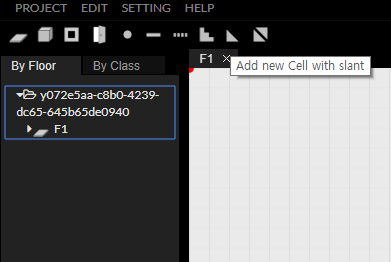 PROJECT EDIT SETTING HELP
By Floor By Class
F1
Add new Cell with slant
y072e5aa-c8b0-4239-
dc65-645b65de0940
F1